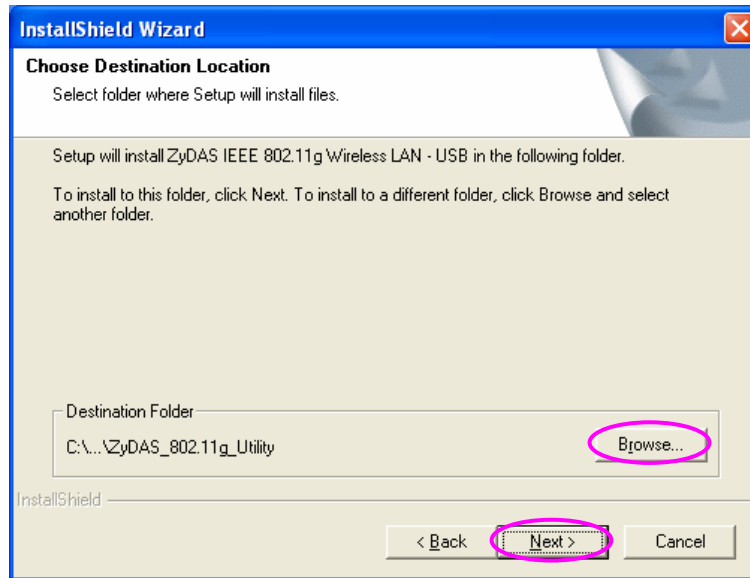 InstallShield Wizard
Choose Destination Location
Select folder where Setup will install files.
Setup will install ZyDAS IEEE 802.11g Wireless LAN - USB in the following folder.
To install to this folder, click Next. To install to a different folder, click Browse and select
another folder.
Destination Folder
C:\...\ZyDAS_802.11g_Utility
Browse...
InstallShield
< Back
Next >
Cancel